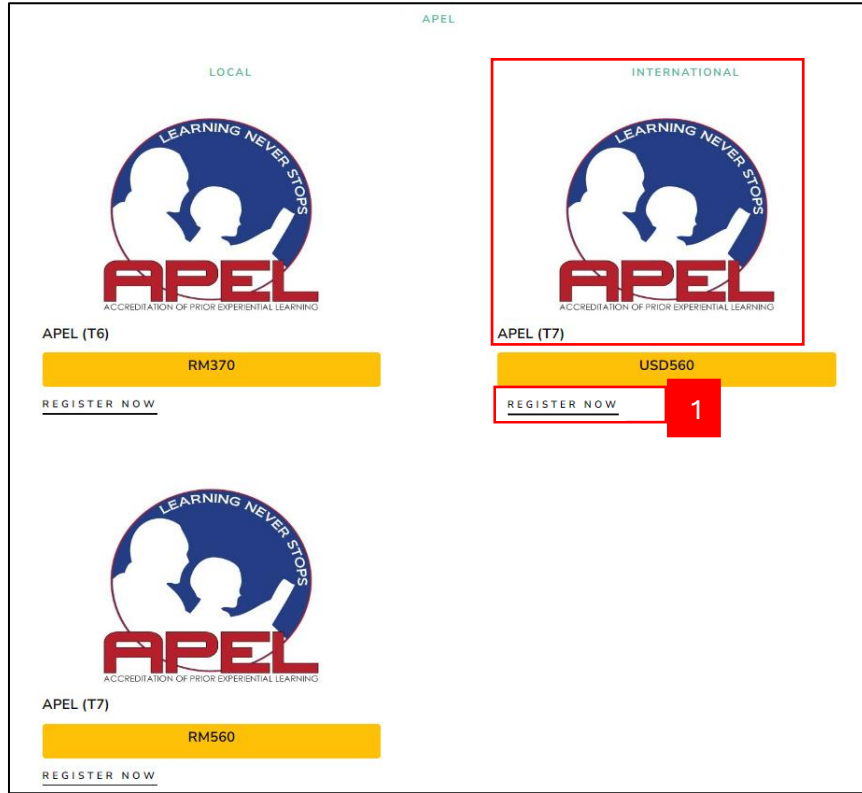 APEL
LOCAL
LEARNING NEVER STOPS
APEL
ACCREDITATION OF PRIOR EXPERIENTIAL LEARNING
APEL (T6)
RM370
REGISTER NOW
INTERNATIONAL
LEARNING NEVER STOPS
APEL
ACCREDITATION OF PRIOR EXPERIENTIAL LEARNING
APEL (T7)
USD560
REGISTER NOW
1
LEARNING NEVER STOPS
APEL
ACCREDITATION OF PRIOR EXPERIENTIAL LEARNING
APEL (T7)
RM560
REGISTER NOW